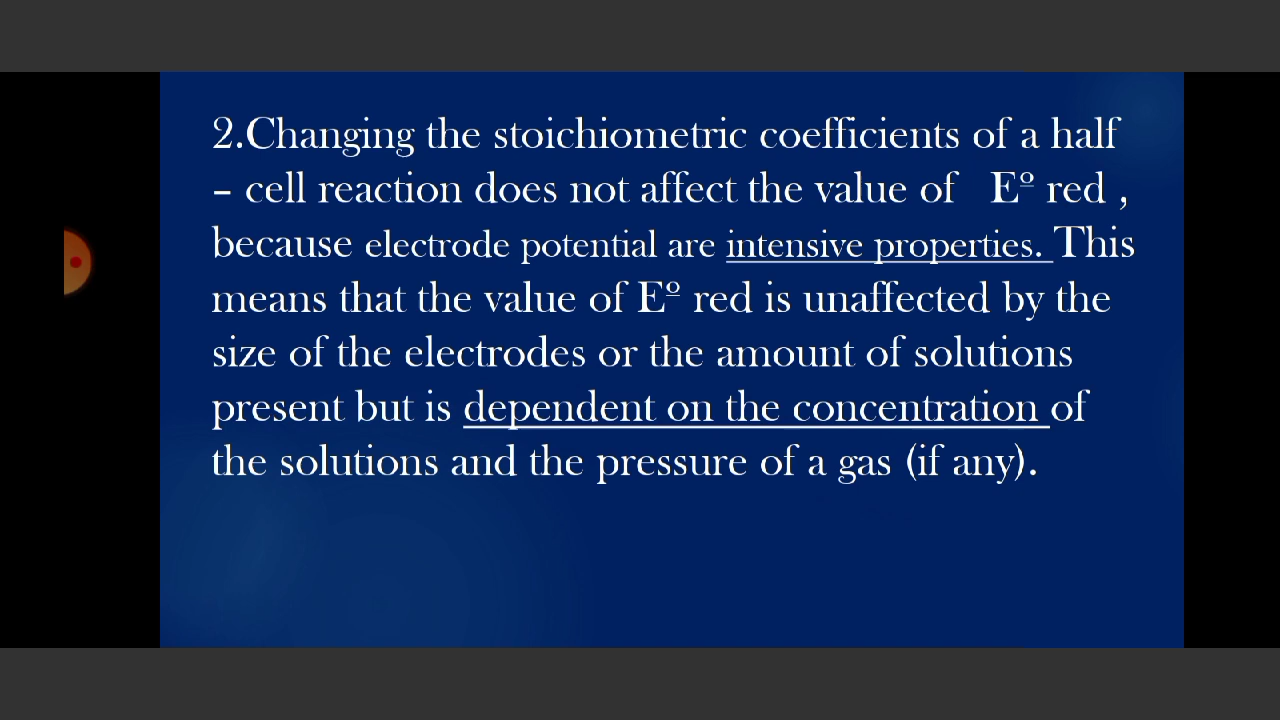 2.Changing the stoichiometric coefficients of a half
– cell reaction does not affect the value of Eº red ,
because electrode potential are intensive properties. This
means that the value of Eº red is unaffected by the
size of the electrodes or the amount of solutions
present but is dependent on the concentration of
the solutions and the pressure of a gas (if any).